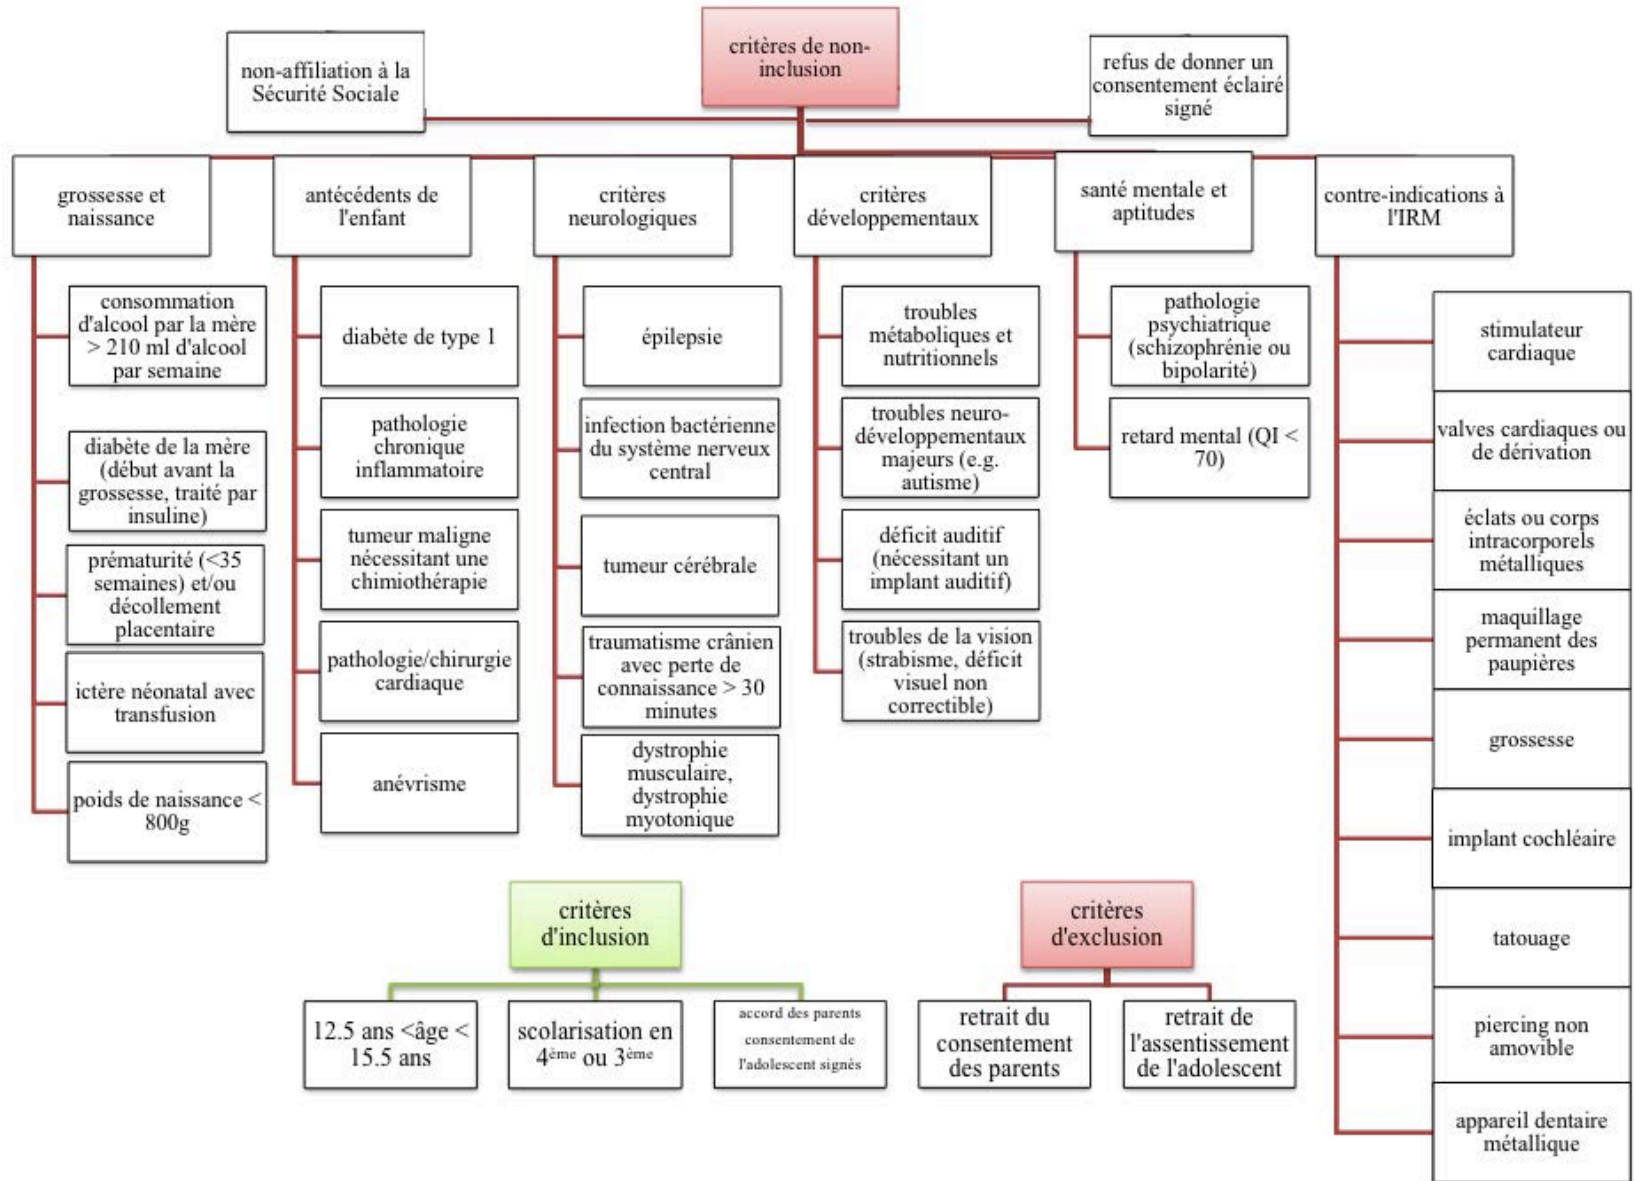 critères de non-
inclusion
non-affiliation à la
Sécurité Sociale
refus de donner un
consentement éclairé
signé
grossesse et
naissance
antécédents de
l'enfant
critères
neurologiques
critères
développementaux
santé mentale et
aptitudes
contre-indications à
l'IRM
consommation
d'alcool par la mère
> 210 ml d'alcool
par semaine
diabète de la mère
(début avant la
grossesse, traité par
insuline)
prématurité (<35
semaines) et/ou
décollement
placentaire
ictère néonatal avec
transfusion
poids de naissance <
800g
diabète de type 1
pathologie
chronique
inflammatoire
tumeur maligne
nécessitant une
chimiothérapie
pathologie/chirurgie
cardiaque
anévrisme
épilepsie
infection bactérienne
du système nerveux
central
tumeur cérébrale
traumatisme crânien
avec perte de
connaissance > 30
minutes
dystrophie
musculaire,
dystrophie
myotonique
troubles
métaboliques et
nutritionnels
troubles neuro-
développementaux
majeurs (e.g.
autisme)
déficit auditif
(nécessitant un
implant auditif)
troubles de la vision
(strabisme, déficit
visuel non
correctible)
pathologie
psychiatrique
(schizophrénie ou
bipolarité)
retard mental (QI <
70)
stimulateur
cardiaque
valves cardiaques ou
de dérivation
éclats ou corps
intracorporels
métalliques
maquillage
permanent des
paupières
grossesse
implant cochléaire
tatouage
piercing non
amovible
appareil dentaire
métallique
critères
d'inclusion
12.5 ans <âge <
15.5 ans
scolarisation en
4ème ou 3ème
accord des parents
consentement de
l'adolescent signés
critères
d'exclusion
retrait du
consentement
des parents
retrait de
l'assentissement
de l'adolescent